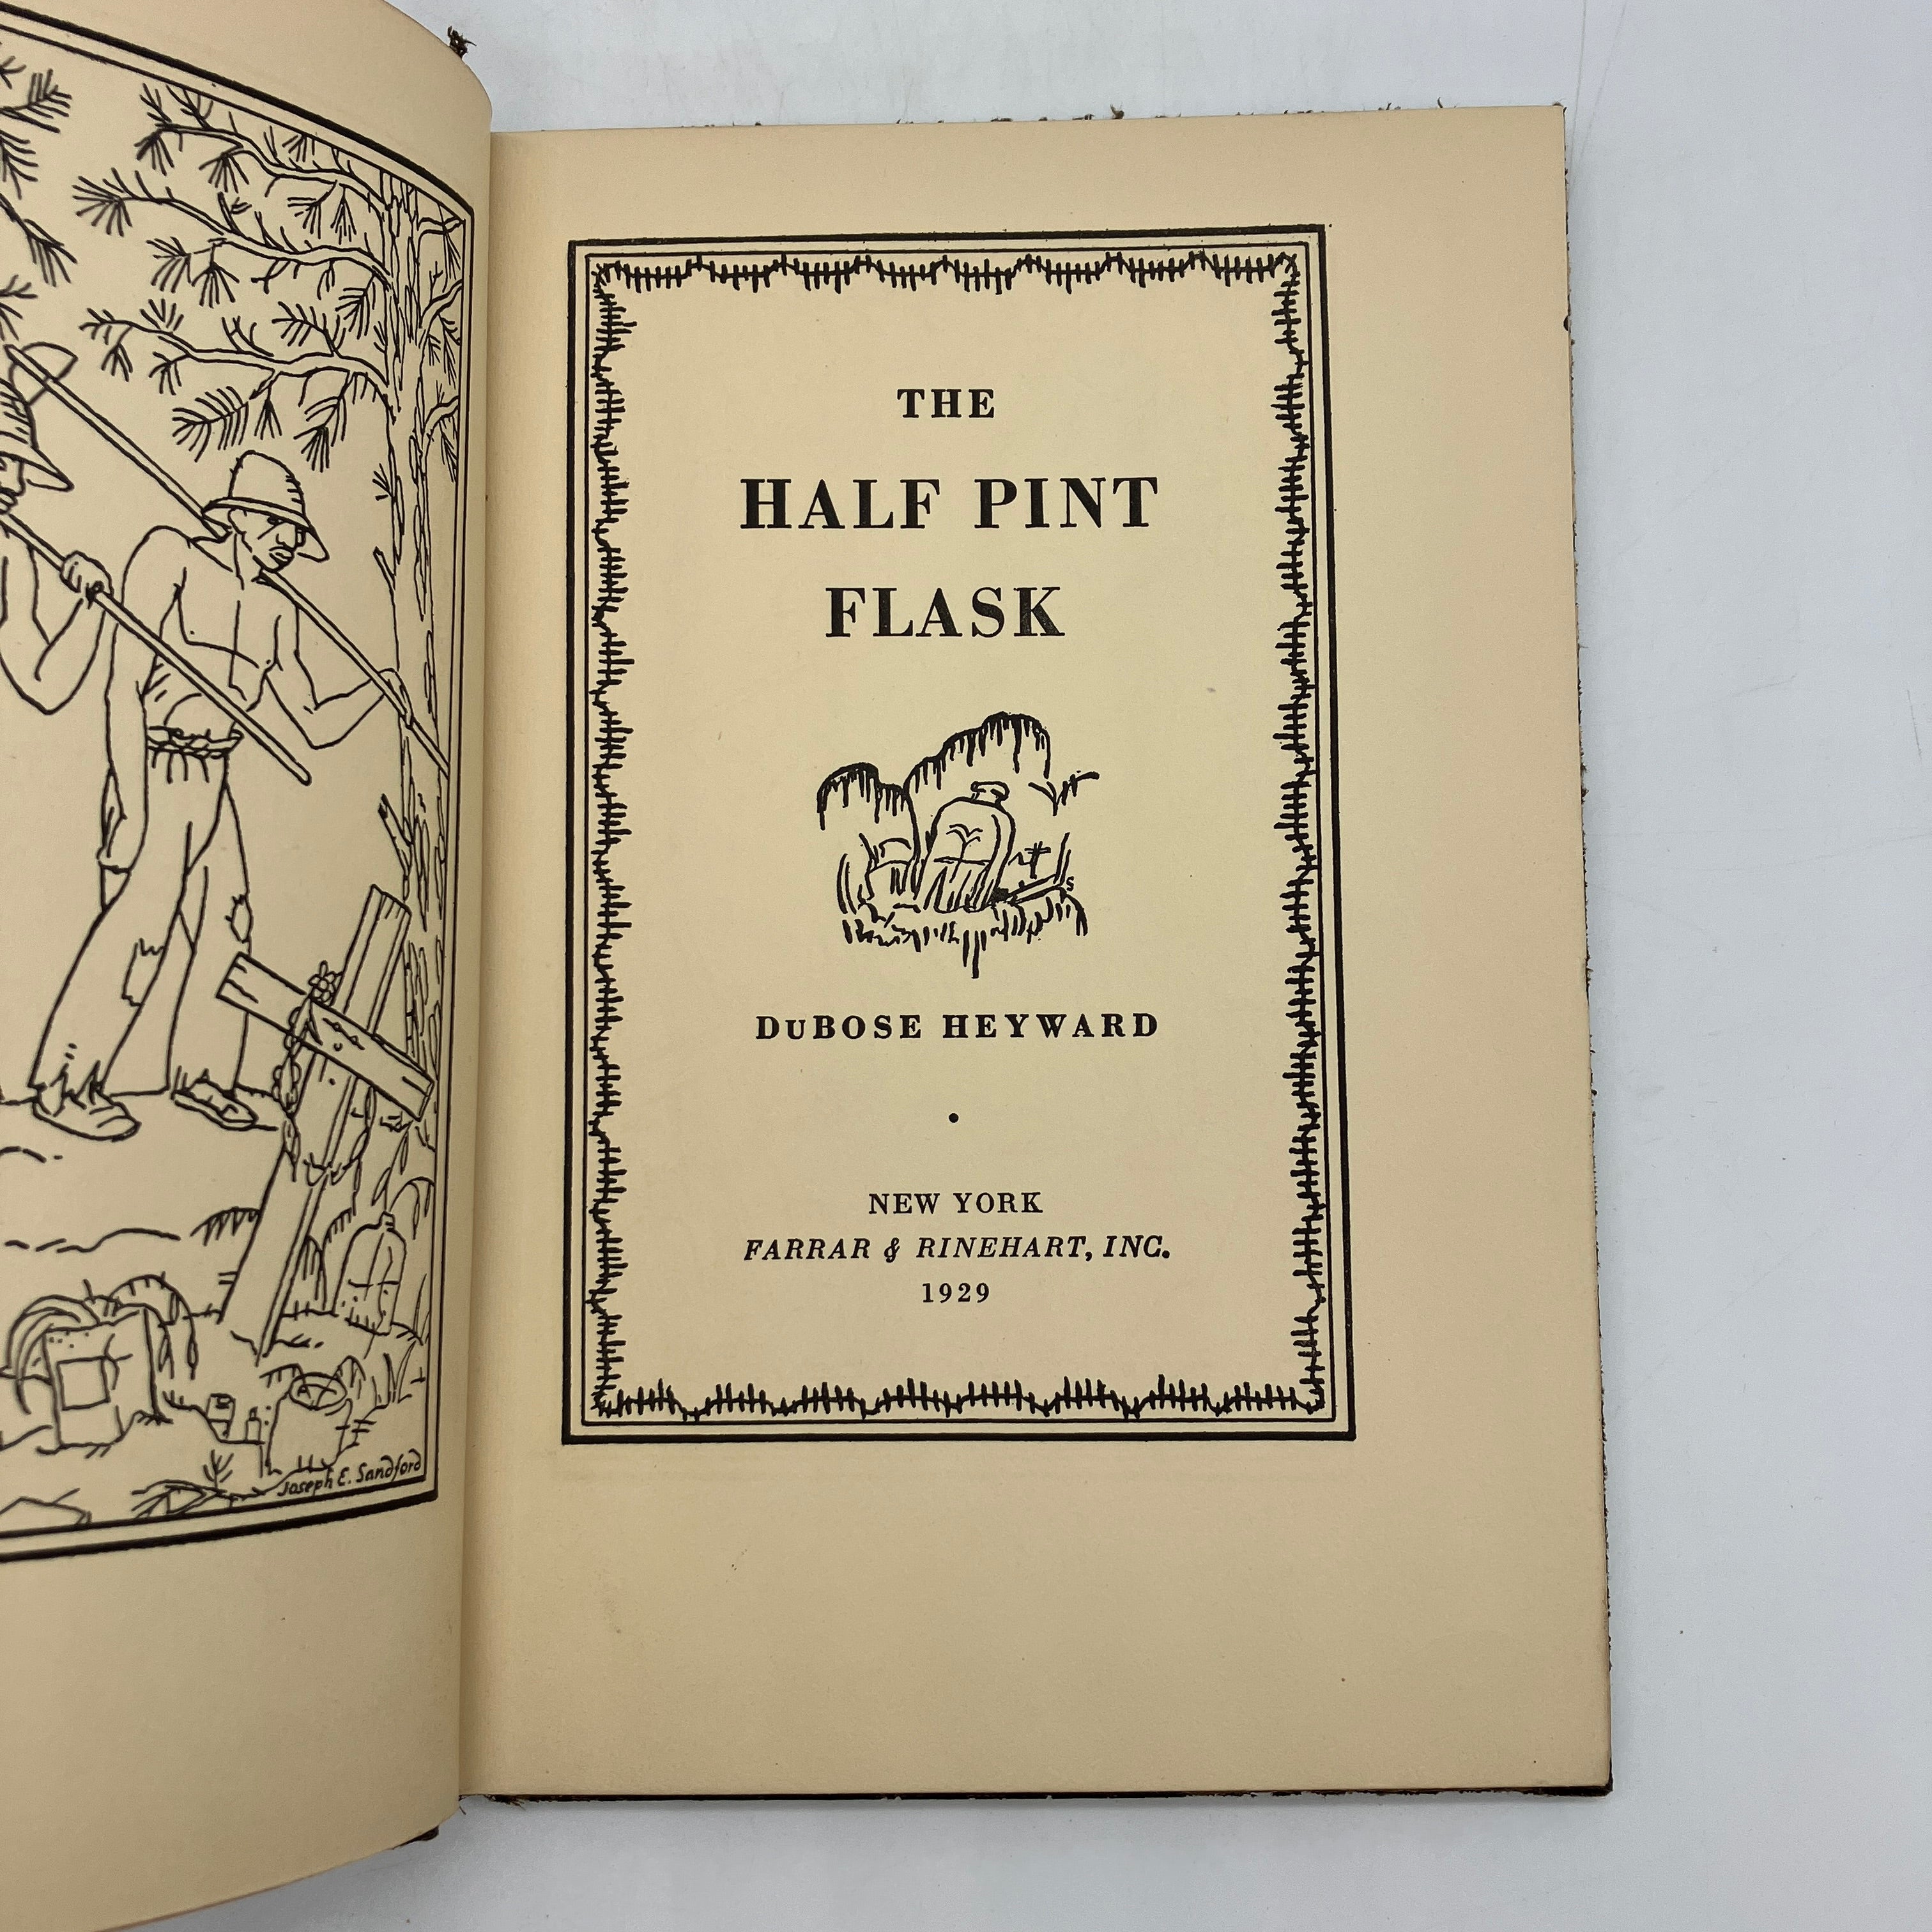 Joseph E. Sandford
THE
HALF PINT
FLASK
S
DuBOSE HEYWARD
•
NEW YORK
FARRAR & RINEHART, INC.
1929